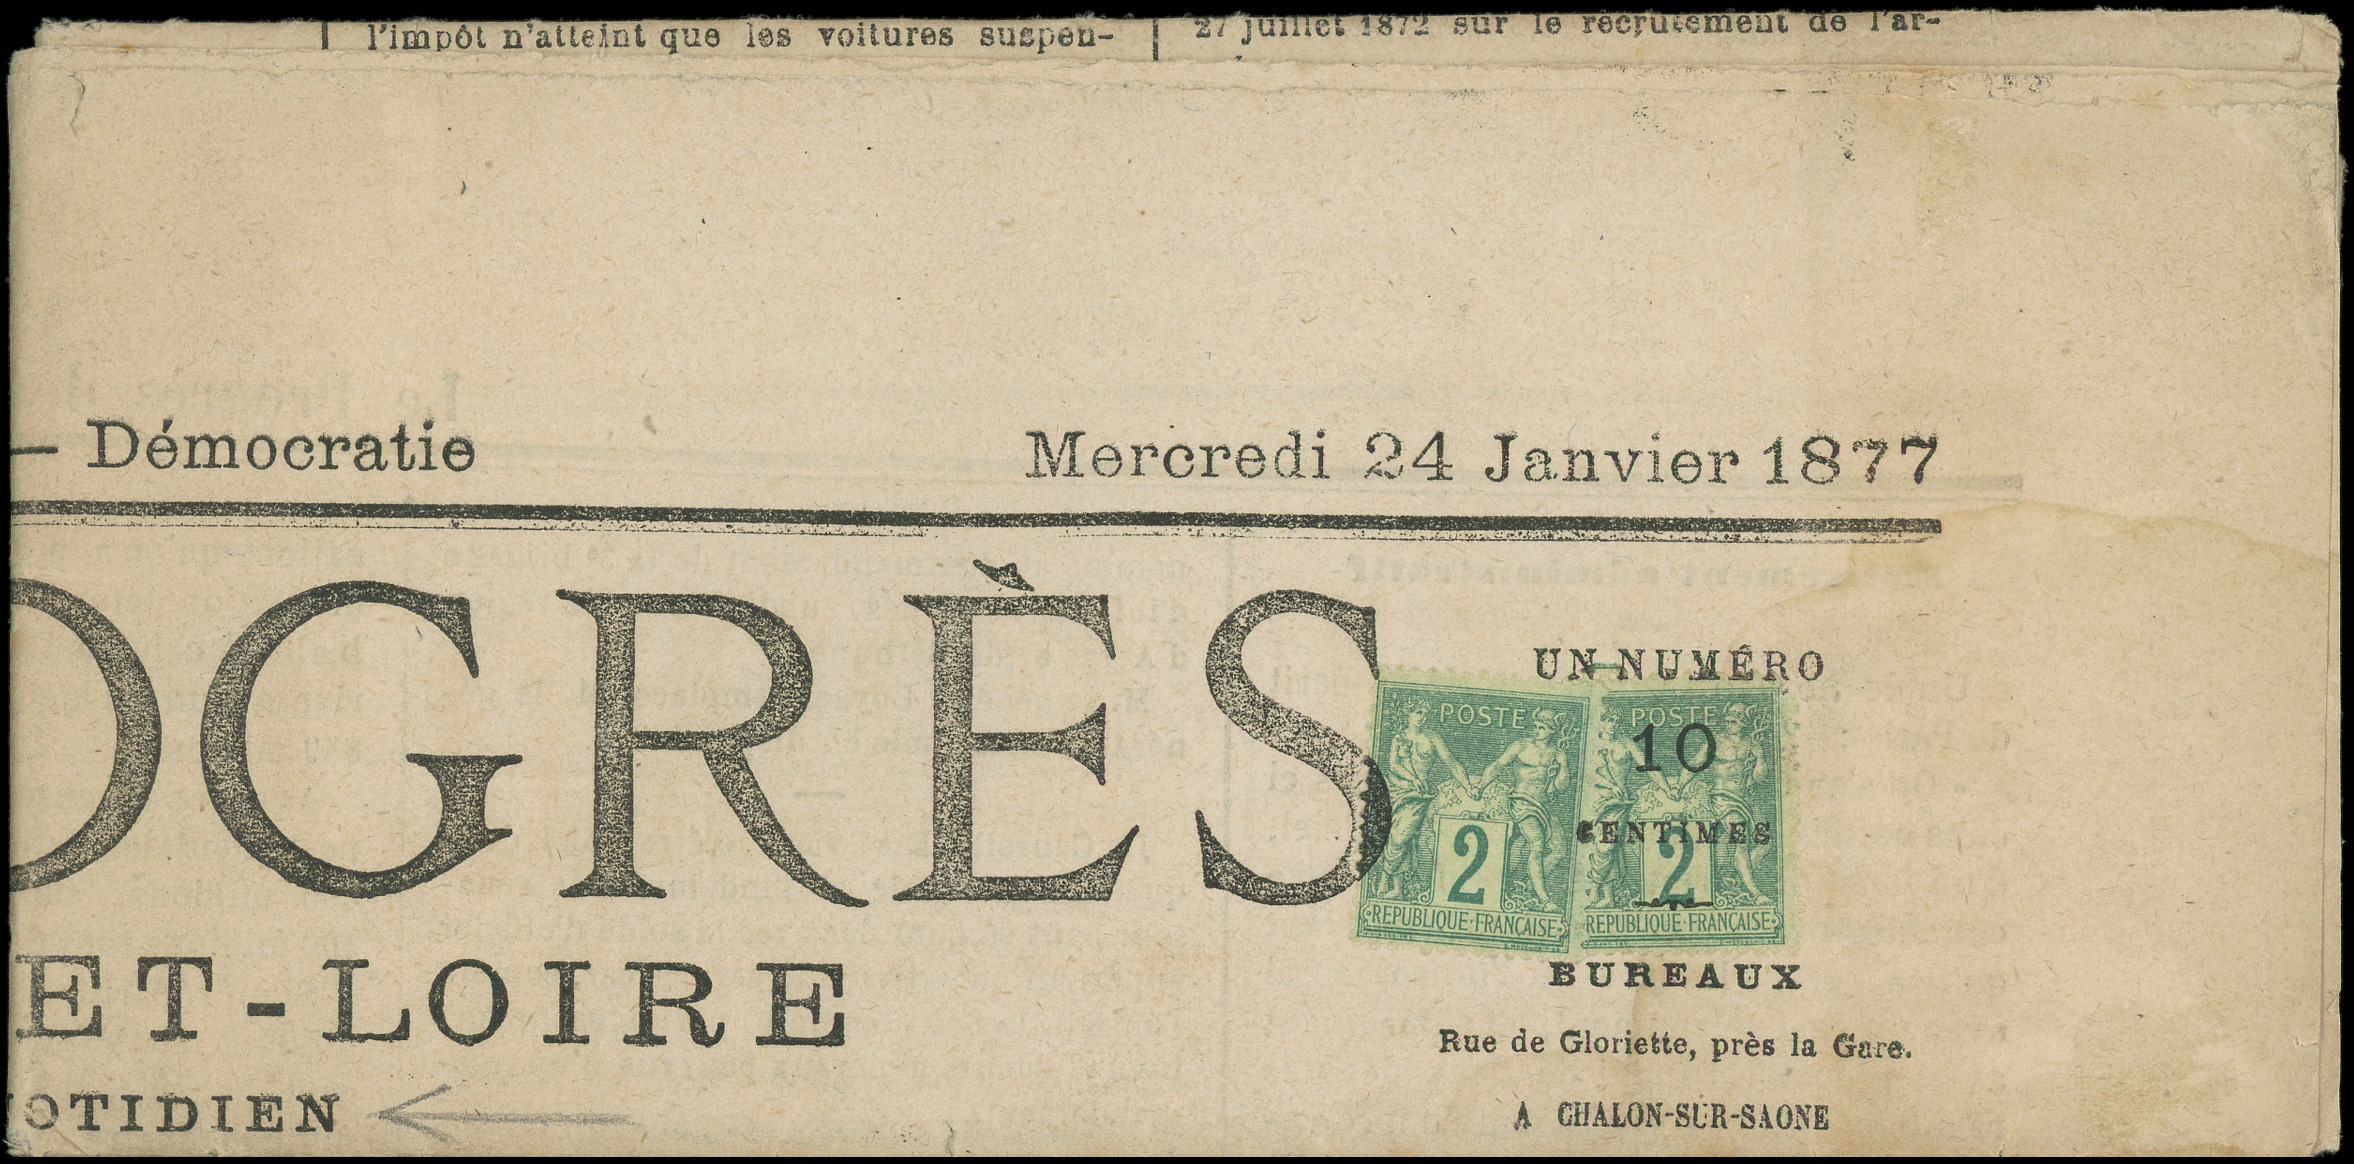 l'impôt n'atteint que les voitures suspen-
27 juillet 1872 sur le recrutement de l'ar-
— Démocratie
Mercredi 24 Janvier 1877
OGRÈS
UN NUMÉRO
POSTE
POSTE
10
CENTIMES
2
2
REPUBLIQUE·FRANÇAISE
REPUBLIQUE·FRANÇAISE
ET-LOIRE
BUREAUX
Rue de Gloriette, près la Gare.
OTIDIEN
A CHALON-SUR-SAONE